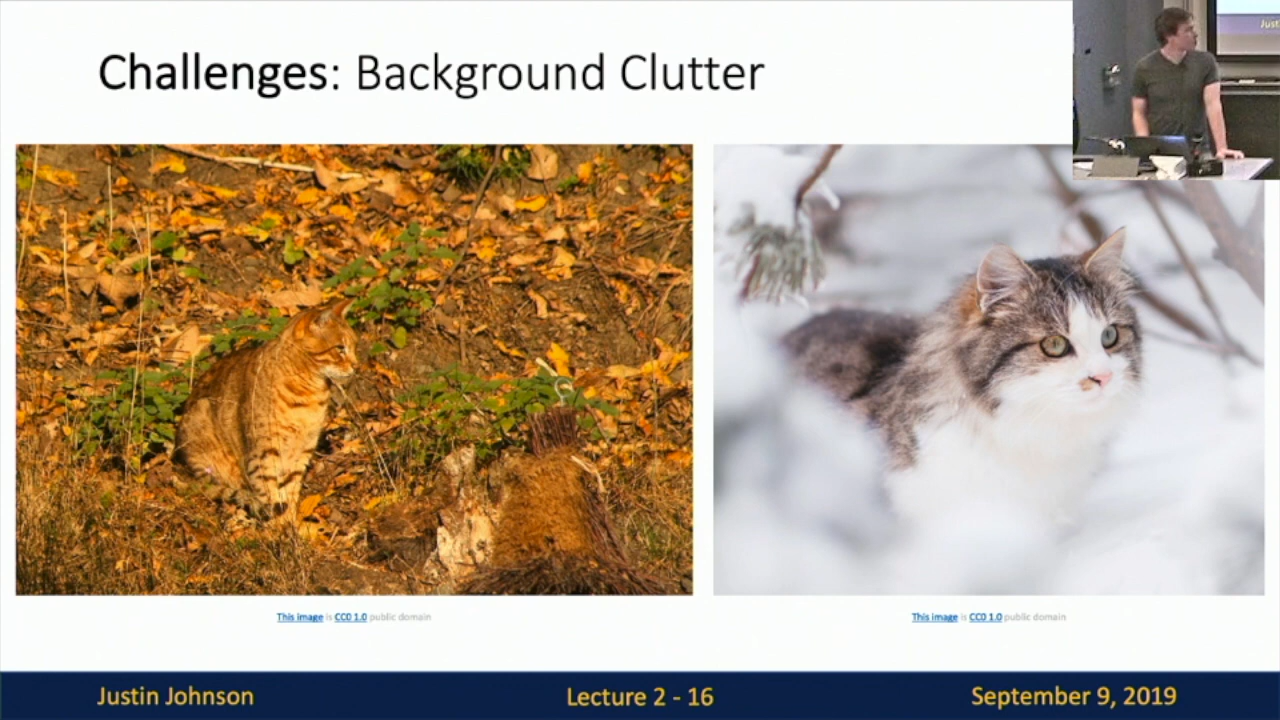 Challenges: Background Clutter
This image is CC0 1.0 public domain
This image is CC0 1.0 public domain
Justin Johnson
Lecture 2 - 16
September 9, 2019